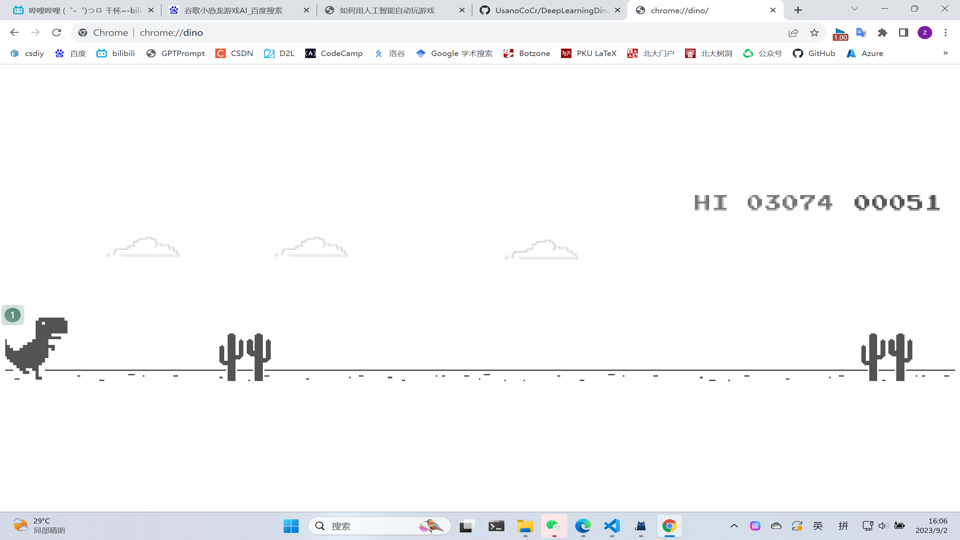 哔哩哔哩 (゜-゜)つロ 干杯~-bili
谷歌小恐龙游戏AI_百度搜索
如何用人工智能自动玩游戏
UsanoCoCr/DeepLearningDin
chrome://dino/
Chrome | chrome://dino
1.00
z
csdiy
百度
bilibili
GPTPrompt
CSDN
D2L
CodeCamp
洛谷
Google 学术搜索
Botzone
PKU LaTeX
北大门户
北大树洞
公众号
GitHub
Azure
»
HI 03074 00051
1
29°C
局部晴朗
搜索
英
拼
16:06
2023/9/2